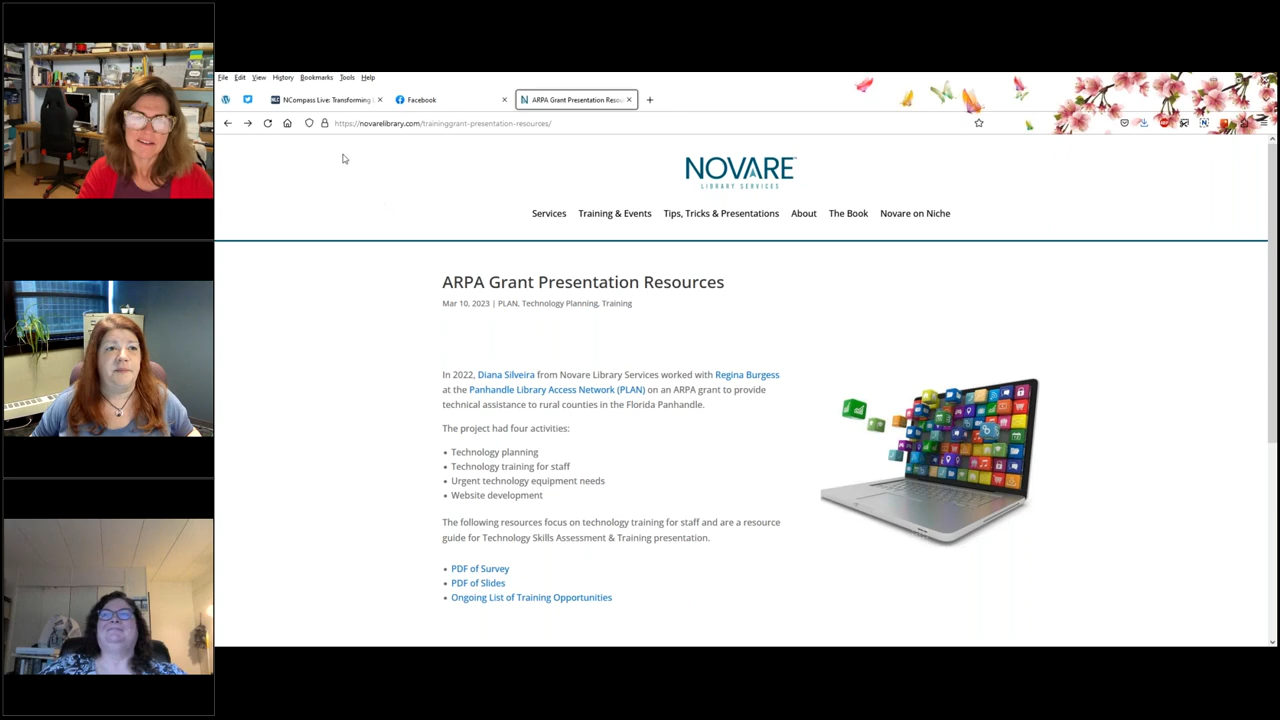 File Edit View History Bookmarks Tools Help
NCompass Live: Transforming
Facebook
ARPA Grant Presentation Resou
https://novarelibrary.com/traininggrant-presentation-resources/
NOVARE
LIBRARY SERVICES
Services Training & Events Tips, Tricks & Presentations About The Book Novare on Niche
ARPA Grant Presentation Resources
Mar 10, 2023 | PLAN, Technology Planning, Training
In 2022, Diana Silveira from Novare Library Services worked with Regina Burgess
at the Panhandle Library Access Network (PLAN) on an ARPA grant to provide
technical assistance to rural counties in the Florida Panhandle.
The project had four activities:
• Technology planning
• Technology training for staff
• Urgent technology equipment needs
• Website development
The following resources focus on technology training for staff and are a resource
guide for Technology Skills Assessment & Training presentation.
• PDF of Survey
• PDF of Slides
• Ongoing List of Training Opportunities